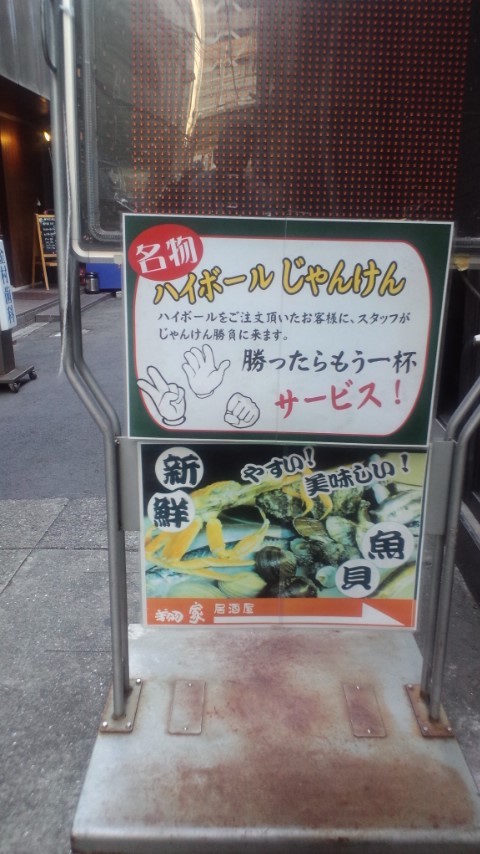 名物
ハイボールじゃんけん
ハイボールをご注文頂いたお客様に、スタッフが
じゃんけん勝負に来ます。
勝ったらもう一杯
サービス！
新鮮
やすい！
美味しい！
魚貝
家 居酒屋